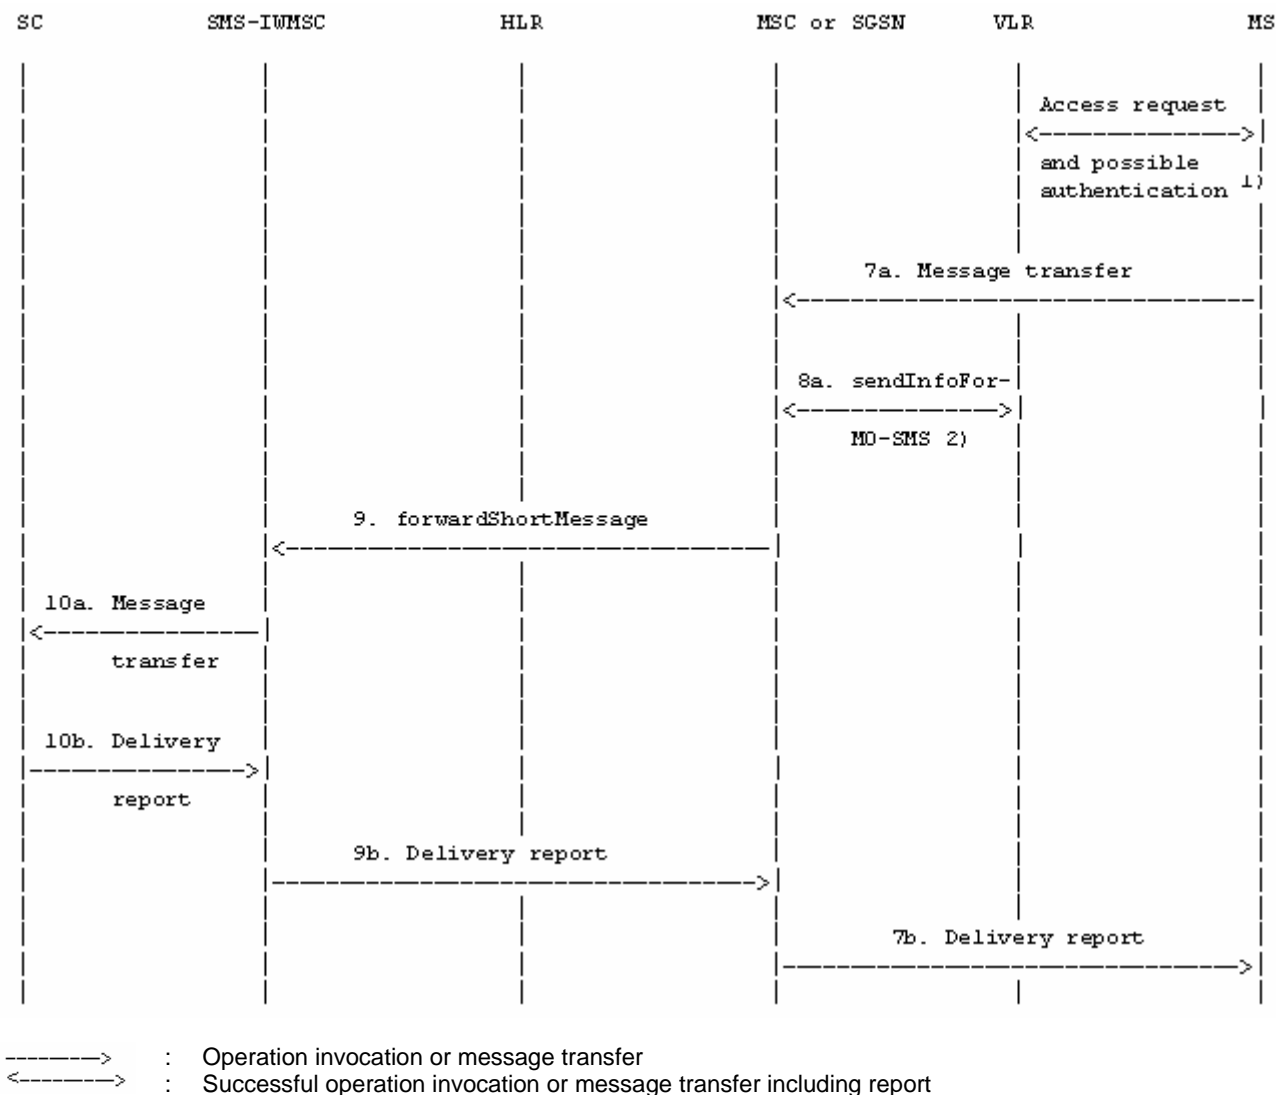 SC SMS-IWMSC HLR MSC or SGSN VLR MS
Access request
and possible
authentication 1)
7a. Message transfer
8a. sendInfoFor-
MO-SMS 2)
9. forwardShortMessage
10a. Message
transfer
10b. Delivery
report
9b. Delivery report
7b. Delivery report
: Operation invocation or message transfer
: Successful operation invocation or message transfer including report